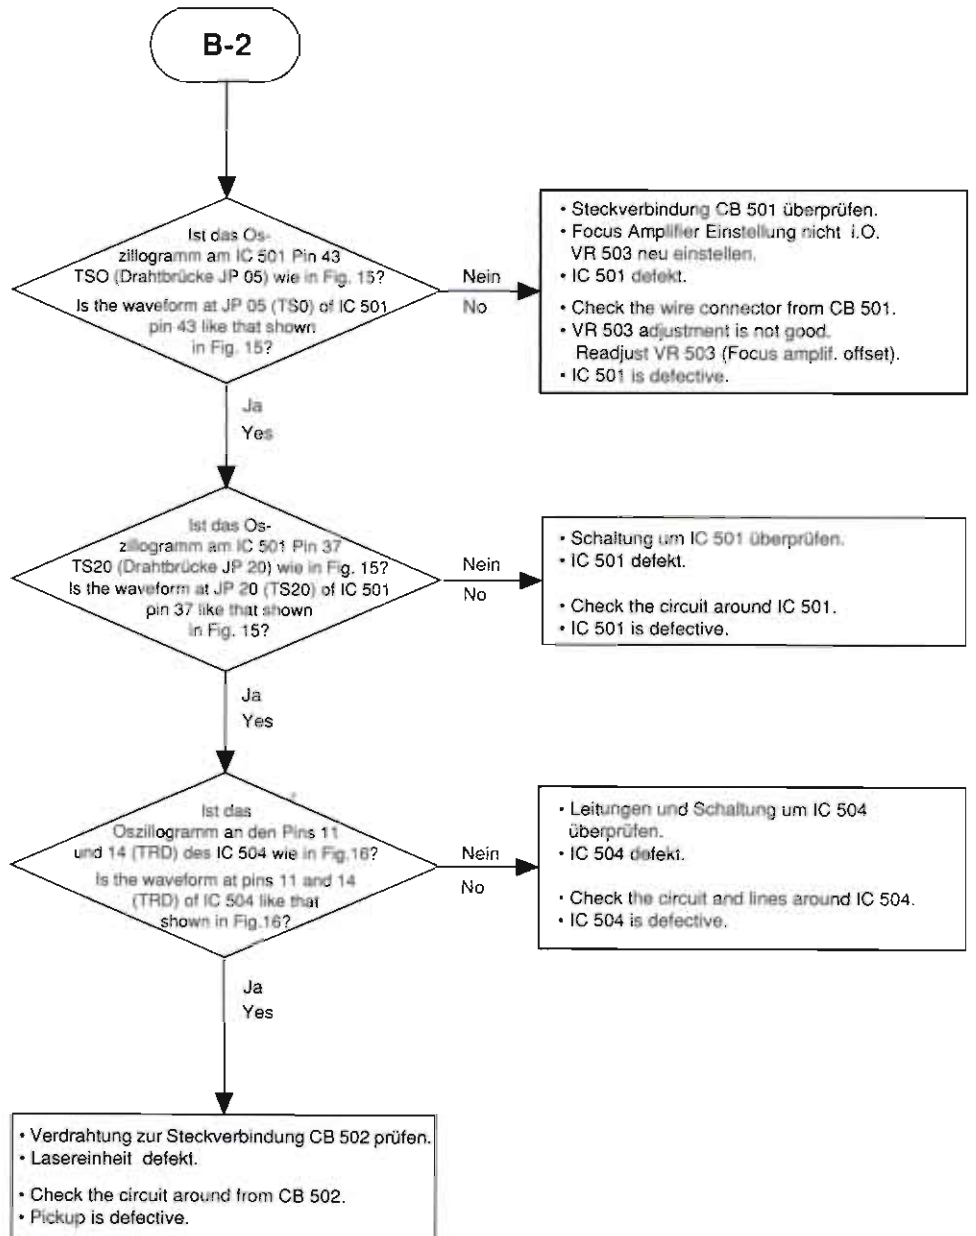 B-2
Ist das Os-
zillogramm am IC 501 Pin 43
TSO (Drahtbrücke JP 05) wie in Fig. 15?
Is the waveform at JP 05 (TS0) of IC 501
pin 43 like that shown
in Fig. 15?
Nein
No
• Steckverbindung CB 501 überprüfen.
• Focus Amplifier Einstellung nicht i.O.
VR 503 neu einstellen.
• IC 501 defekt.
• Check the wire connector from CB 501.
• VR 503 adjustment is not good.
Readjust VR 503 (Focus amplif. offset).
• IC 501 is defective.
Ja
Yes
Ist das Os-
zillogramm am IC 501 Pin 37
TS20 (Drahtbrücke JP 20) wie in Fig. 15?
Is the waveform at JP 20 (TS20) of IC 501
pin 37 like that shown
in Fig. 15?
Nein
No
• Schaltung um IC 501 überprüfen.
• IC 501 defekt.
• Check the circuit around IC 501.
• IC 501 is defective.
Ja
Yes
Ist das
Oszillogramm an den Pins 11
und 14 (TRD) des IC 504 wie in Fig.16?
Is the waveform at pins 11 and 14
(TRD) of IC 504 like that
shown in Fig.16?
Nein
No
• Leitungen und Schaltung um IC 504
überprüfen.
• IC 504 defekt.
• Check the circuit and lines around IC 504.
• IC 504 is defective.
Ja
Yes
• Verdrahtung zur Steckverbindung CB 502 prüfen.
• Lasereinheit defekt.
• Check the circuit around from CB 502.
• Pickup is defective.